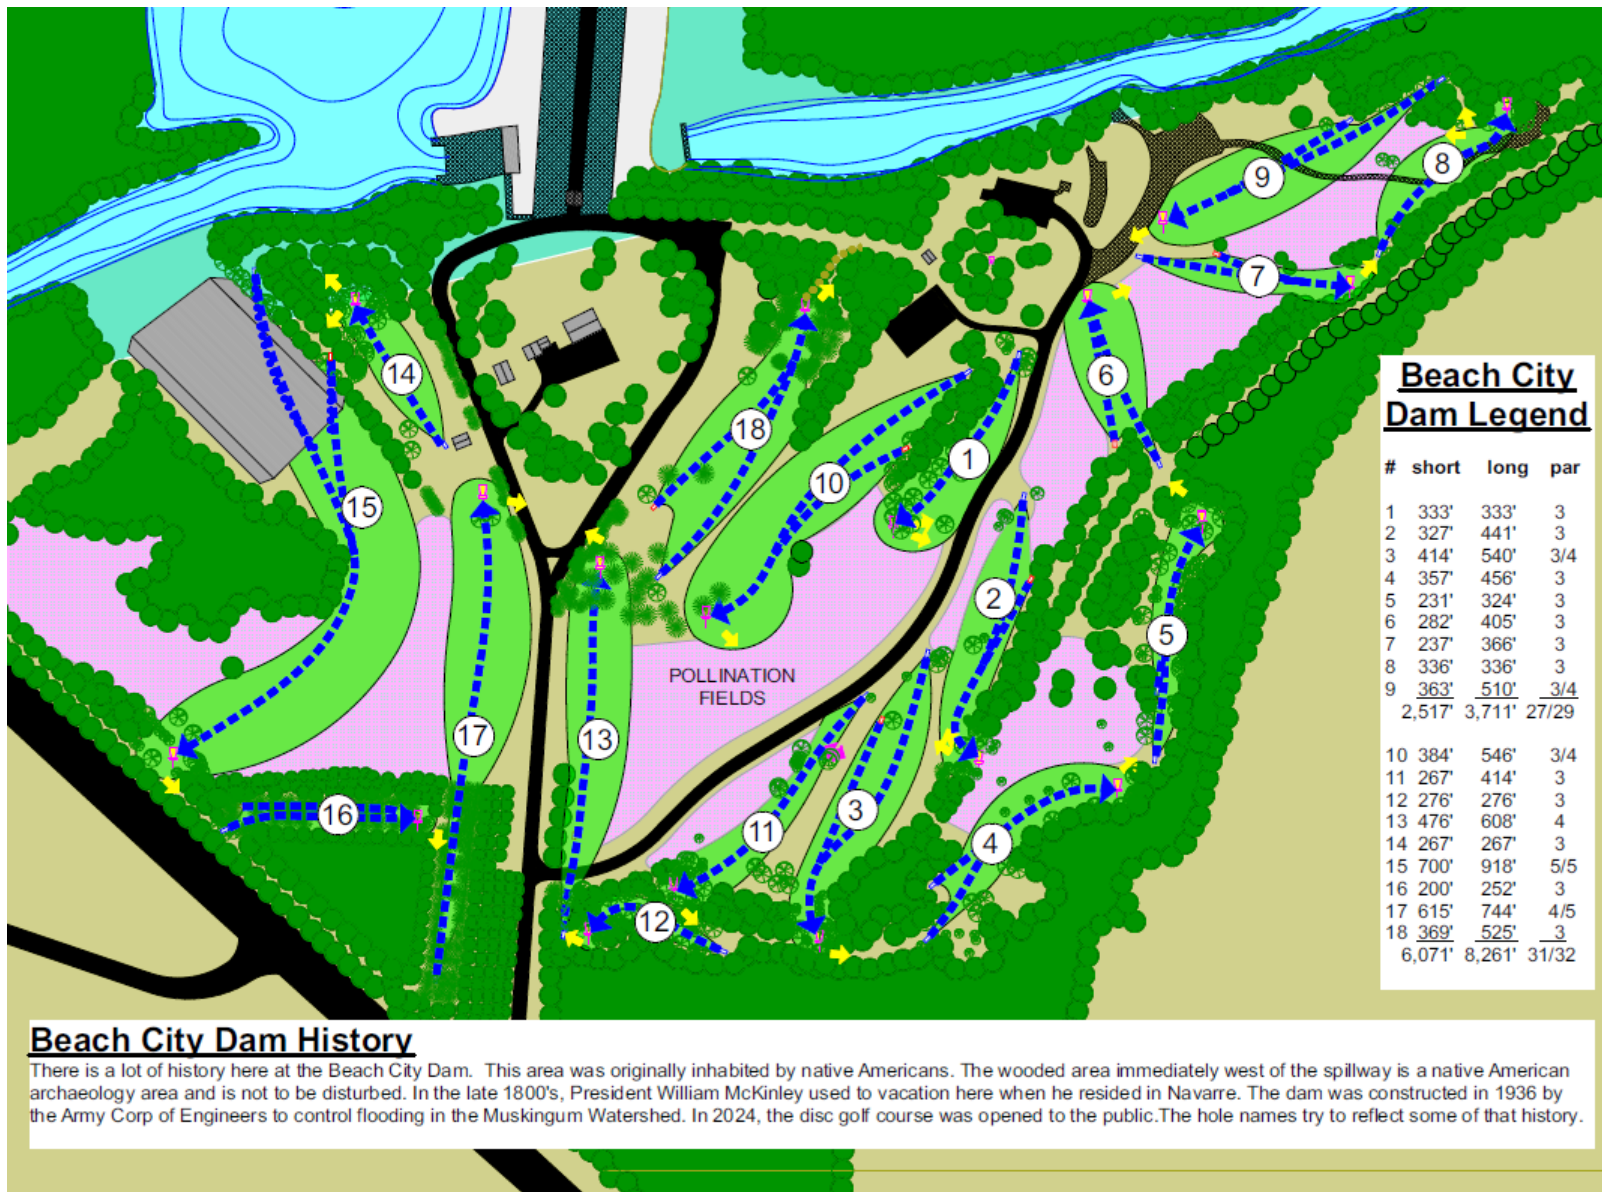 9
8
7
14
6
18
1
10
15
2
5
POLLINATION
FIELDS
17
13
3
11
16
4
12
Beach City
Dam Legend
# short long par
1 333' 333' 3
2 327' 441' 3
3 414' 540' 3/4
4 357' 456' 3
5 231' 324' 3
6 282' 405' 3
7 237' 366' 3
8 336' 336' 3
9 363' 510' 3/4
2,517' 3,711' 27/29
10 384' 546' 3/4
11 267' 414' 3
12 276' 276' 3
13 476' 608' 4
14 267' 267' 3
15 700' 918' 5/5
16 200' 252' 3
17 615' 744' 4/5
18 369' 525' 3
6,071' 8,261' 31/32
Beach City Dam History
There is a lot of history here at the Beach City Dam. This area was originally inhabited by native Americans. The wooded area immediately west of the spillway is a native American
archaeology area and is not to be disturbed. In the late 1800's, President William McKinley used to vacation here when he resided in Navarre. The dam was constructed in 1936 by
the Army Corp of Engineers to control flooding in the Muskingum Watershed. In 2024, the disc golf course was opened to the public.The hole names try to reflect some of that history.